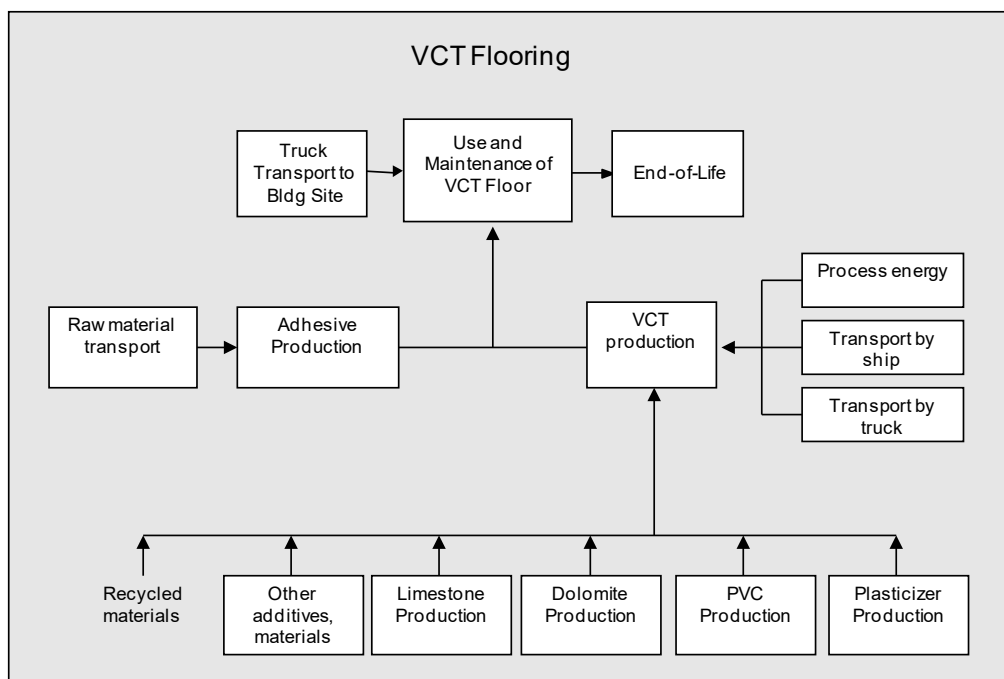 VCT Flooring
Truck
Transport to
Bldg Site
Use and
Maintenance of
VCT Floor
End-of-Life
Raw material
transport
Adhesive
Production
VCT
production
Process energy
Transport by
ship
Transport by
truck
Recycled
materials
Other
additives,
materials
Limestone
Production
Dolomite
Production
PVC
Production
Plasticizer
Production